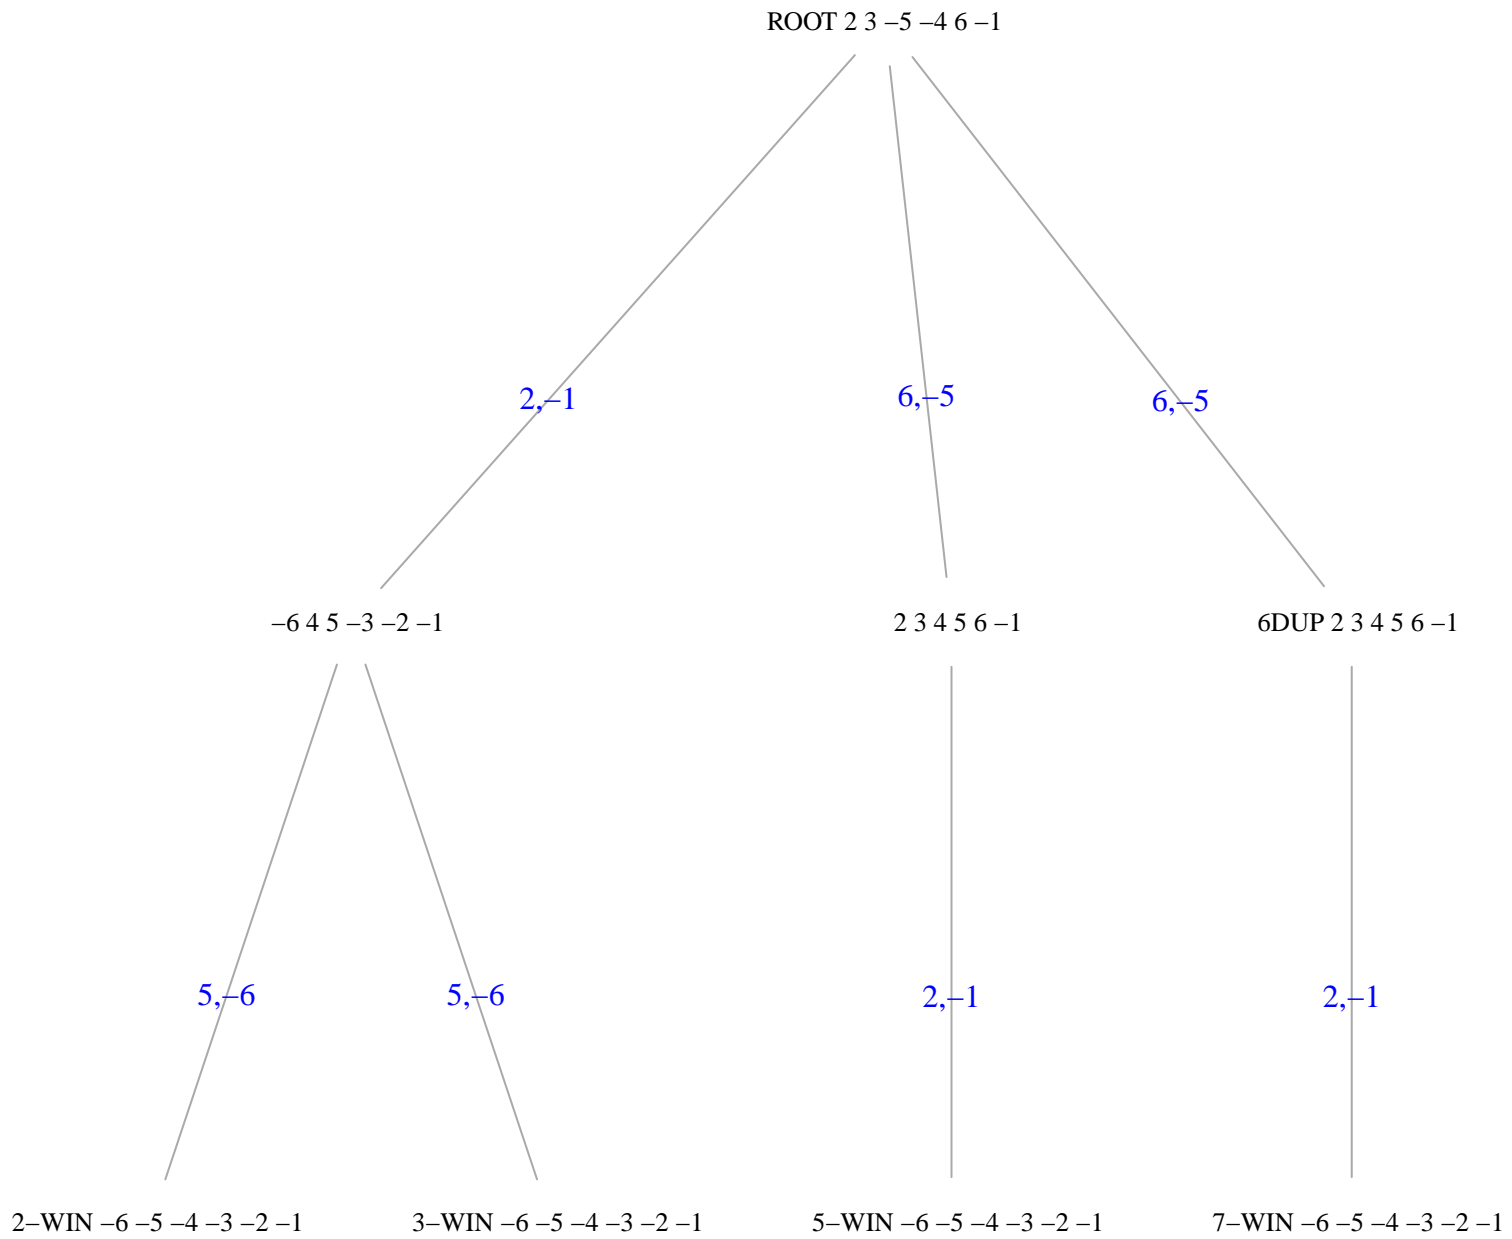 ROOT 2 3 –5 –4 6 –1
2,–1
6,–5
6,–5
–6 4 5 –3 –2 –1
2 3 4 5 6 –1
6DUP 2 3 4 5 6 –1
5,–6
5,–6
2,–1
2,–1
2–WIN –6 –5 –4 –3 –2 –1
3–WIN –6 –5 –4 –3 –2 –1
5–WIN –6 –5 –4 –3 –2 –1
7–WIN –6 –5 –4 –3 –2 –1